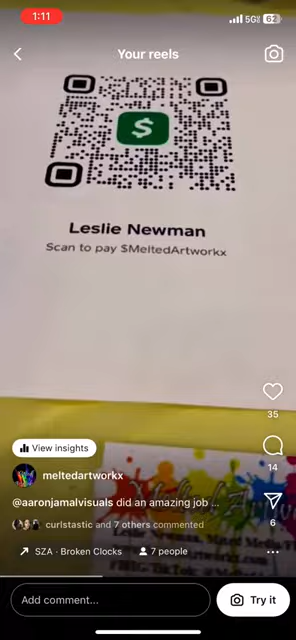 1:11
5G
62
Your reels
$
Leslie Newman
Scan to pay $MeltedArtworkx
35
View insights
14
meltedartworkx
@aaronjamalvisuals did an amazing job ...
6
curlstastic and 7 others commented
SZA · Broken Clocks
7 people
Add comment...
Try it